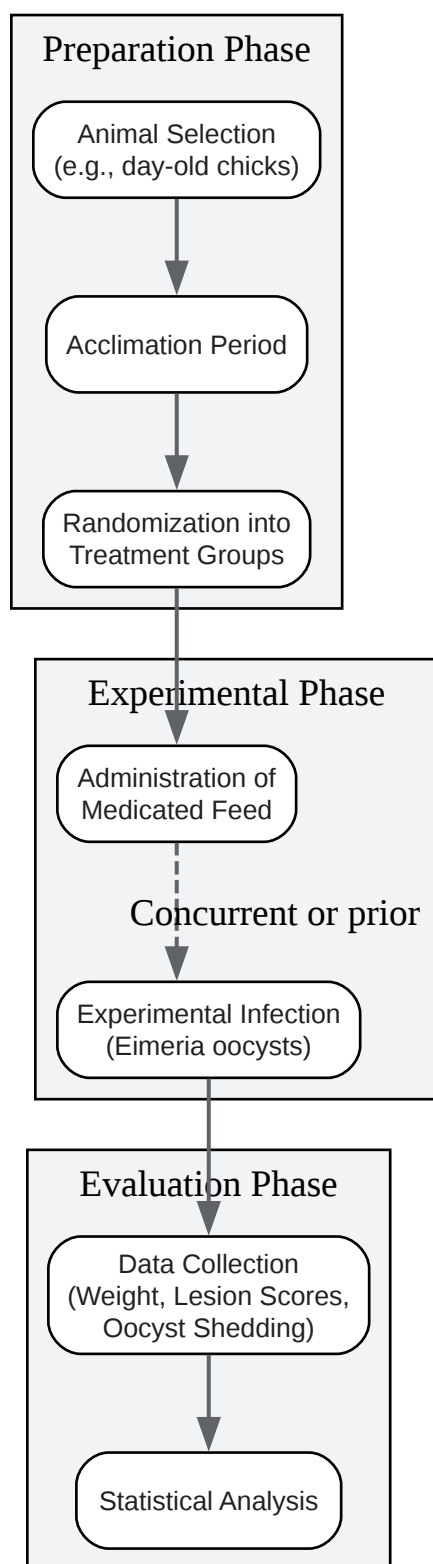 Preparation Phase
Animal Selection
(e.g., day-old chicks)
Acclimation Period
Randomization into
Treatment Groups
Experimental Phase
Administration of
Medicated Feed
Concurrent or prior
Experimental Infection
(Eimeria oocysts)
Evaluation Phase
Data Collection
(Weight, Lesion Scores,
Oocyst Shedding)
Statistical Analysis